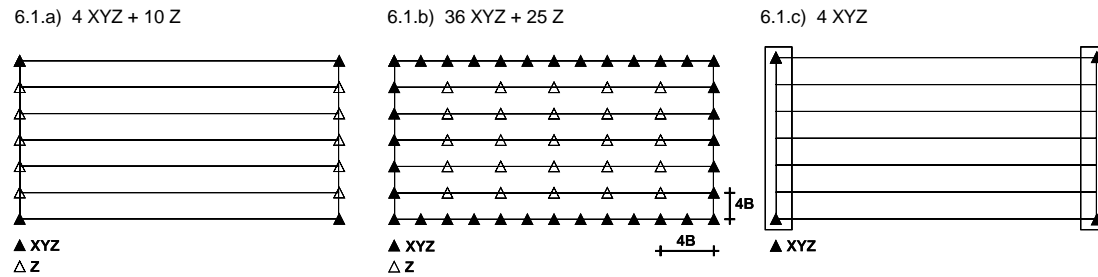 6.1.a) 4 XYZ + 10 Z
6.1.b) 36 XYZ + 25 Z
6.1.c) 4 XYZ
4B
4B
XYZ
Z
XYZ
Z
XYZ